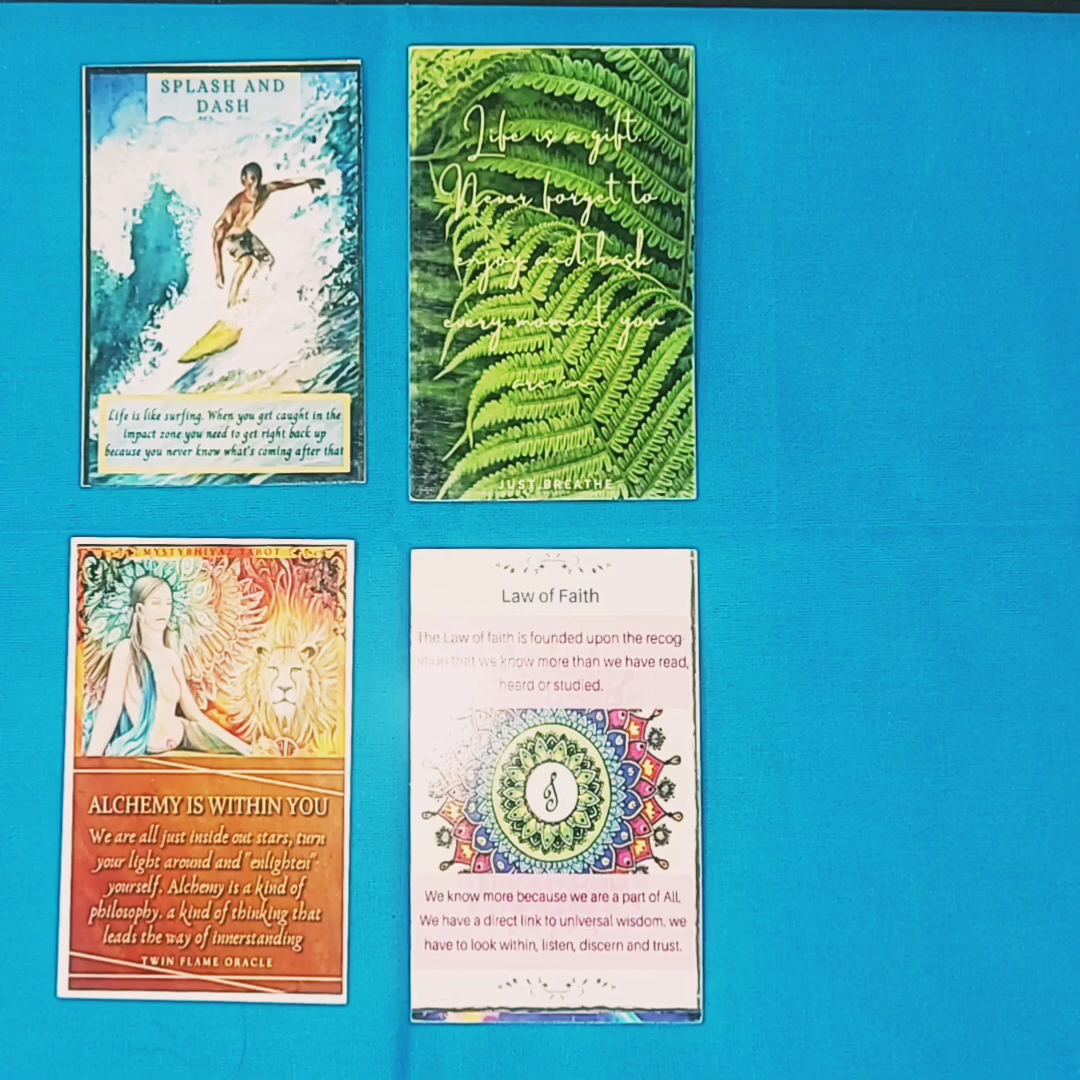 SPLASH AND
DASH
Life is like surfing. When you get caught in the
impact zone you need to get right back up
because you never know what's coming after that
Life is a gift.
Never forget to
enjoy and bask
every moment you
are in.
JUST BREATHE
MYSTYRHIYAZ TAROT
ALCHEMY IS WITHIN YOU
We are all just inside out stars, turn
your light around and "enlighten"
yourself. Alchemy is a kind of
philosophy. a kind of thinking that
leads the way of innerstanding
TWIN FLAME ORACLE
Law of Faith
The Law of faith is founded upon the recog-
nition that we know more than we have read,
heard or studied.
We know more because we are a part of All.
We have a direct link to universal wisdom. we
have to look within, listen, discern and trust.